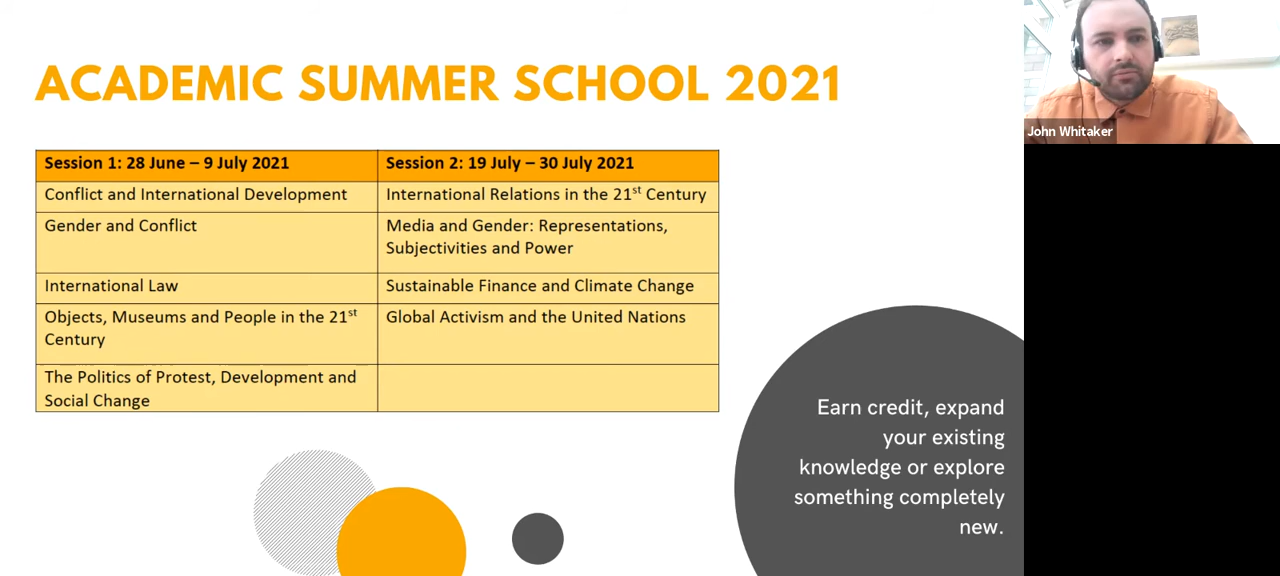 ACADEMIC SUMMER SCHOOL 2021
John Whitaker
Session 1: 28 June – 9 July 2021
Session 2: 19 July – 30 July 2021
Conflict and International Development
International Relations in the 21st Century
Gender and Conflict
Media and Gender: Representations,
Subjectivities and Power
International Law
Sustainable Finance and Climate Change
Objects, Museums and People in the 21st
Century
Global Activism and the United Nations
The Politics of Protest, Development and
Social Change
Earn credit, expand
your existing
knowledge or explore
something completely
new.